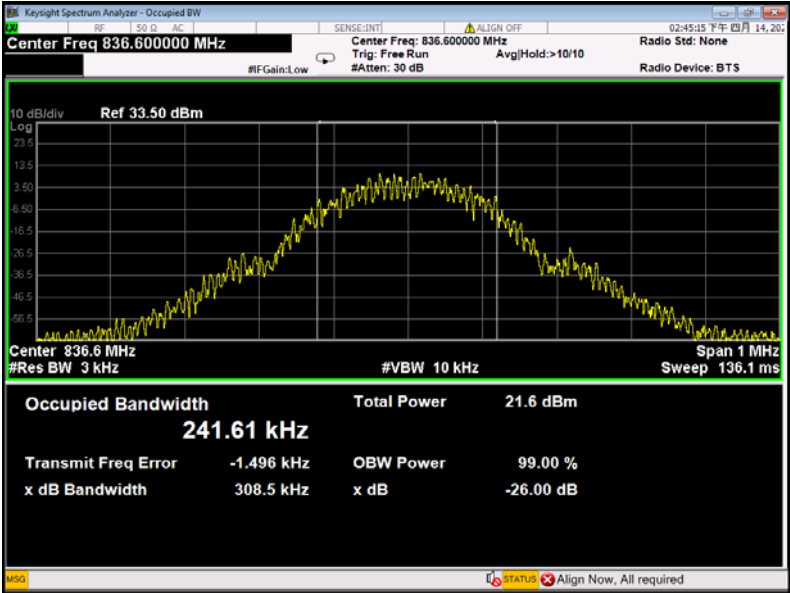 Keysight Spectrum Analyzer - Occupied BW
RF 50 Ω AC SENSE:INT ALIGN OFF 02:45:15 下午 四月 14, 202
Center Freq 836.600000 MHz
Center Freq: 836.600000 MHz Radio Std: None
Trig: Free Run Avg|Hold:>10/10
#IFGain:Low #Atten: 30 dB Radio Device: BTS
10 dB/div Ref 33.50 dBm
Log
23.5
13.5
3.50
-6.50
-16.5
-26.5
-36.5
-46.5
-56.5
Center 836.6 MHz Span 1 MHz
#Res BW 3 kHz #VBW 10 kHz Sweep 136.1 ms
Occupied Bandwidth Total Power 21.6 dBm
241.61 kHz
Transmit Freq Error -1.496 kHz OBW Power 99.00 %
x dB Bandwidth 308.5 kHz x dB -26.00 dB
MSG STATUS Align Now, All required